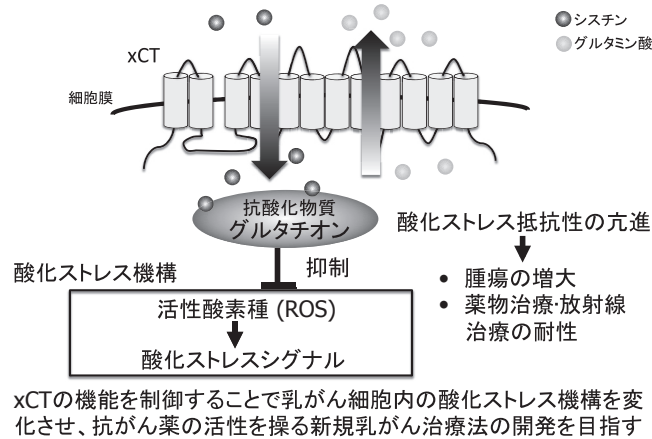 シスチン
グルタミン酸
xCT
細胞膜
抗酸化物質
グルタチオン
酸化ストレス抵抗性の亢進
• 腫瘍の増大
• 薬物治療・放射線
治療の耐性
酸化ストレス機構
抑制
活性酸素種 (ROS)
酸化ストレスシグナル
xCTの機能を制御することで乳がん細胞内の酸化ストレス機構を変
化させ、抗がん薬の活性を操る新規乳がん治療法の開発を目指す